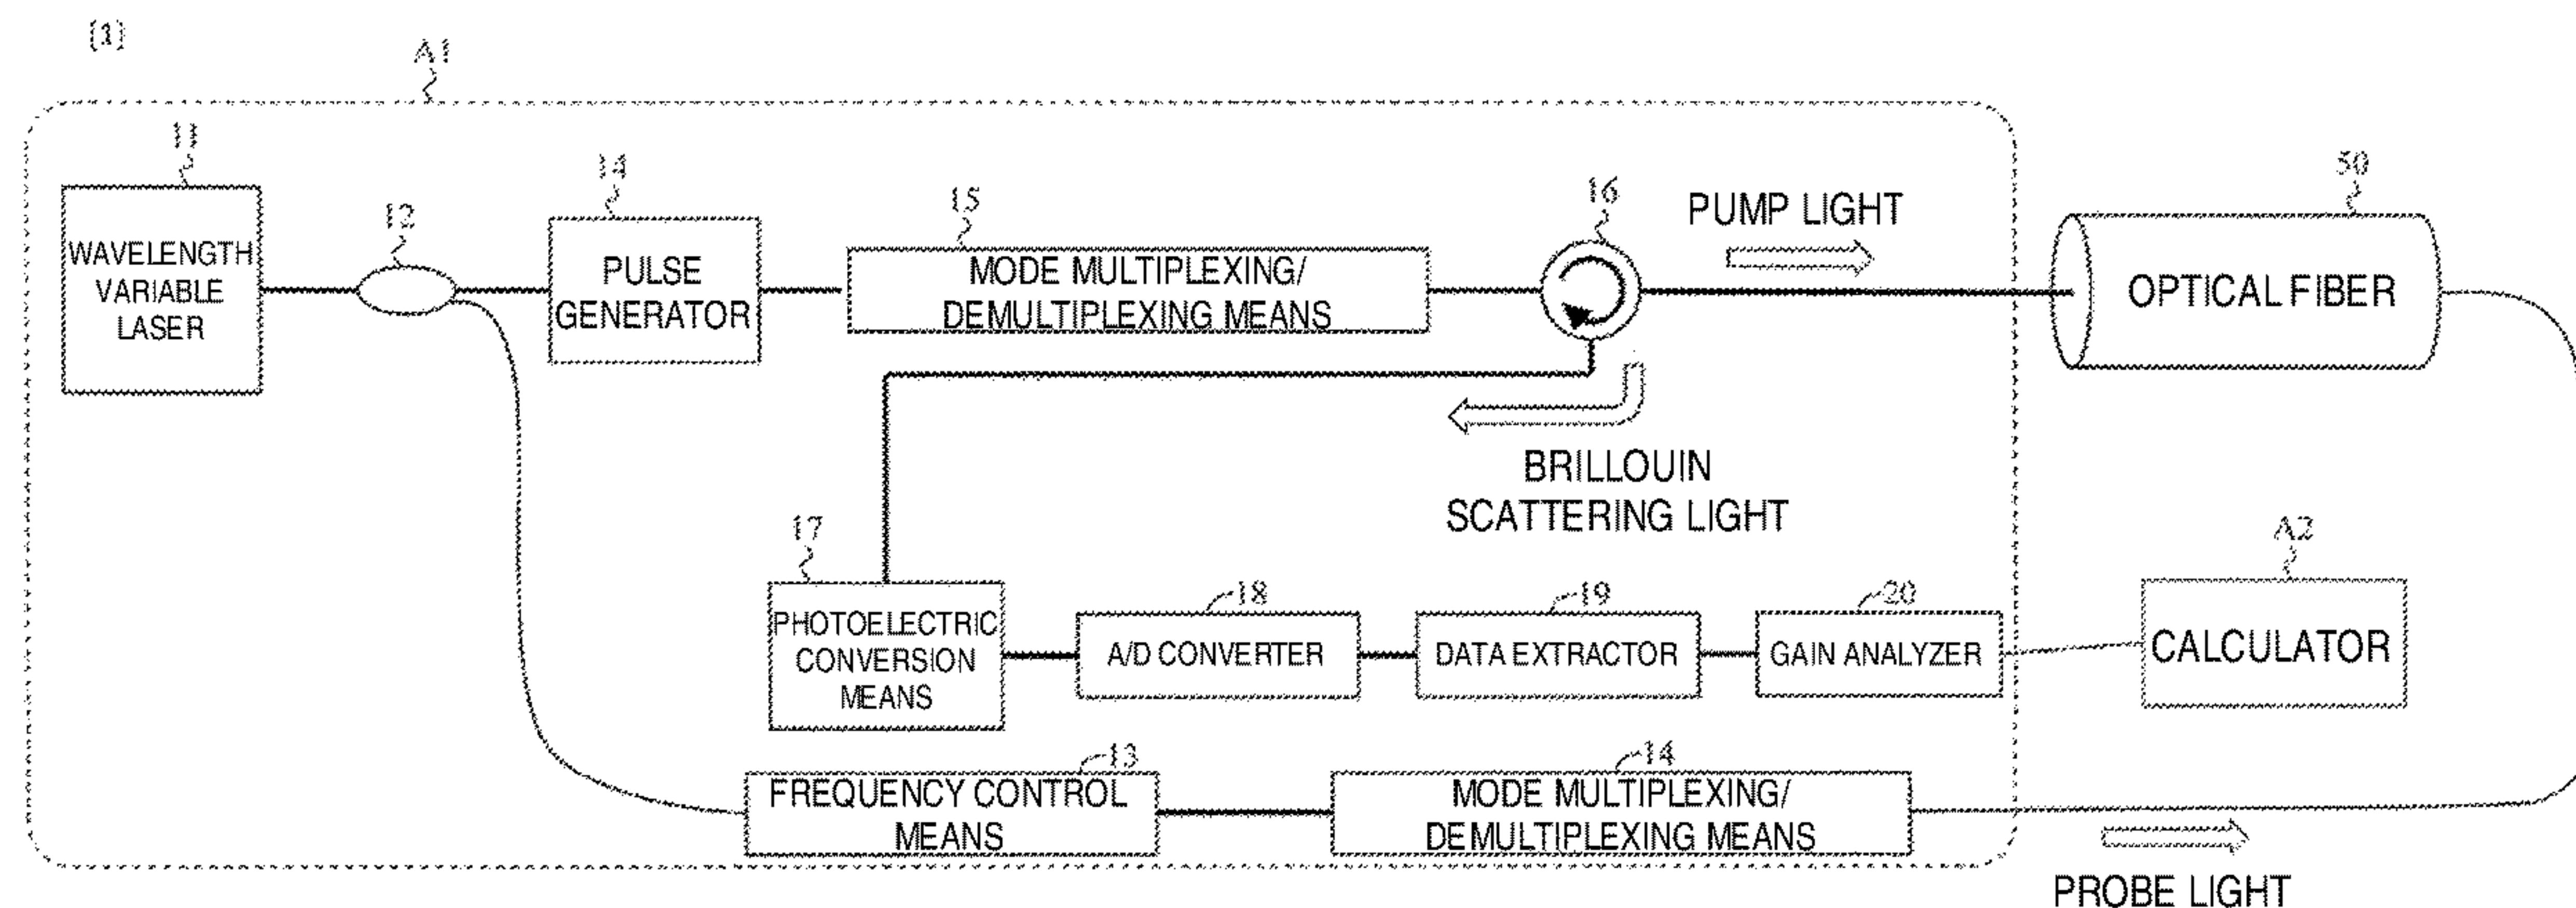 [1]
A1
11
WAVELENGTH
VARIABLE
LASER
12
14
PULSE
GENERATOR
15
MODE MULTIPLEXING/
DEMULTIPLEXING MEANS
16
PUMP LIGHT
50
OPTICAL FIBER
BRILLOUIN
SCATTERING LIGHT
17
PHOTOELECTRIC
CONVERSION
MEANS
18
A/D CONVERTER
19
DATA EXTRACTOR
20
GAIN ANALYZER
A2
CALCULATOR
13
FREQUENCY CONTROL
MEANS
14
MODE MULTIPLEXING/
DEMULTIPLEXING MEANS
PROBE LIGHT